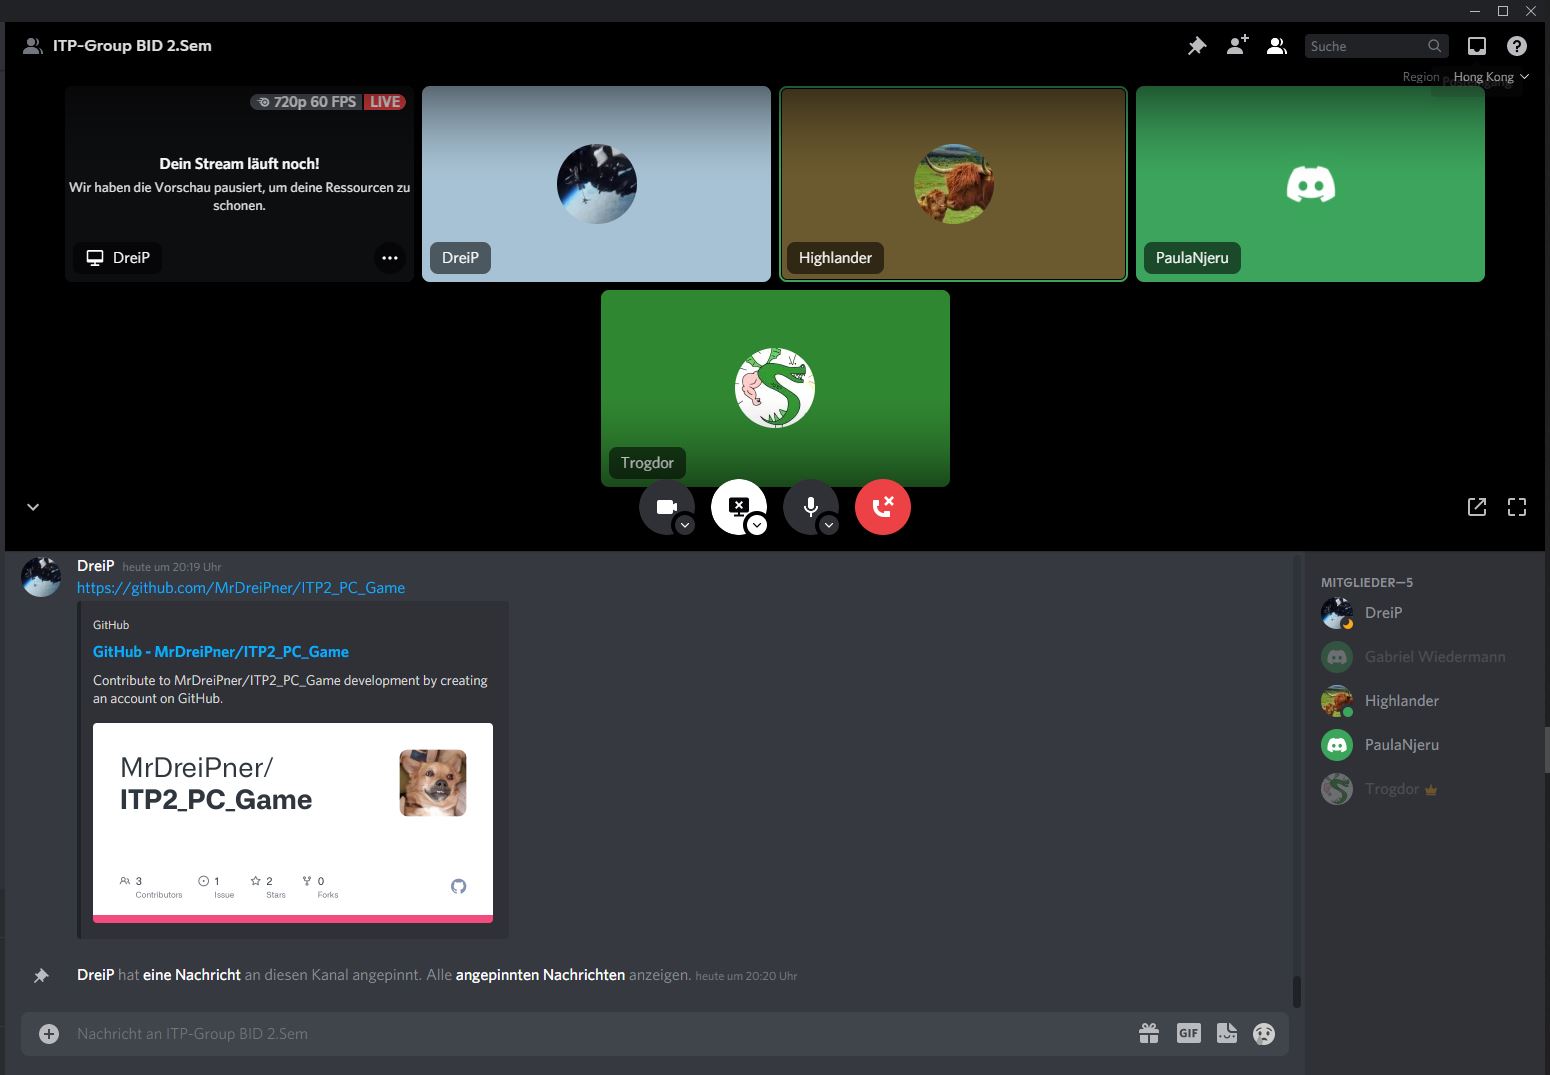 ITP-Group BID 2.Sem
Suche
Region Hong Kong
720p 60 FPS LIVE
Dein Stream läuft noch!
Wir haben die Vorschau pausiert, um deine Ressourcen zu
schonen.
DreiP
DreiP
Highlander
PaulaNjeru
Trogdor
DreiP heute um 20:19 Uhr
https://github.com/MrDreiPner/ITP2_PC_Game
GitHub
GitHub - MrDreiPner/ITP2_PC_Game
Contribute to MrDreiPner/ITP2_PC_Game development by creating
an account on GitHub.
MrDreiPner/
ITP2_PC_Game
3
Contributors
1
Issue
2
Stars
0
Forks
DreiP hat eine Nachricht an diesen Kanal angepinnt. Alle angepinnten Nachrichten anzeigen. heute um 20:20 Uhr
Nachricht an ITP-Group BID 2.Sem
GIF
MITGLIEDER—5
DreiP
Gabriel Wiedermann
Highlander
PaulaNjeru
Trogdor